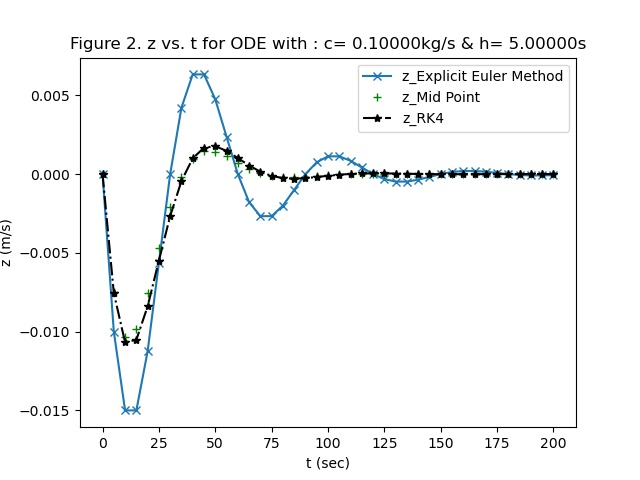 Figure 2. z vs. t for ODE with : c= 0.10000kg/s & h= 5.00000s
z_Explicit Euler Method
z_Mid Point
z_RK4
z (m/s)
0.005
0.000
−0.005
−0.010
−0.015
0 25 50 75 100 125 150 175 200
t (sec)